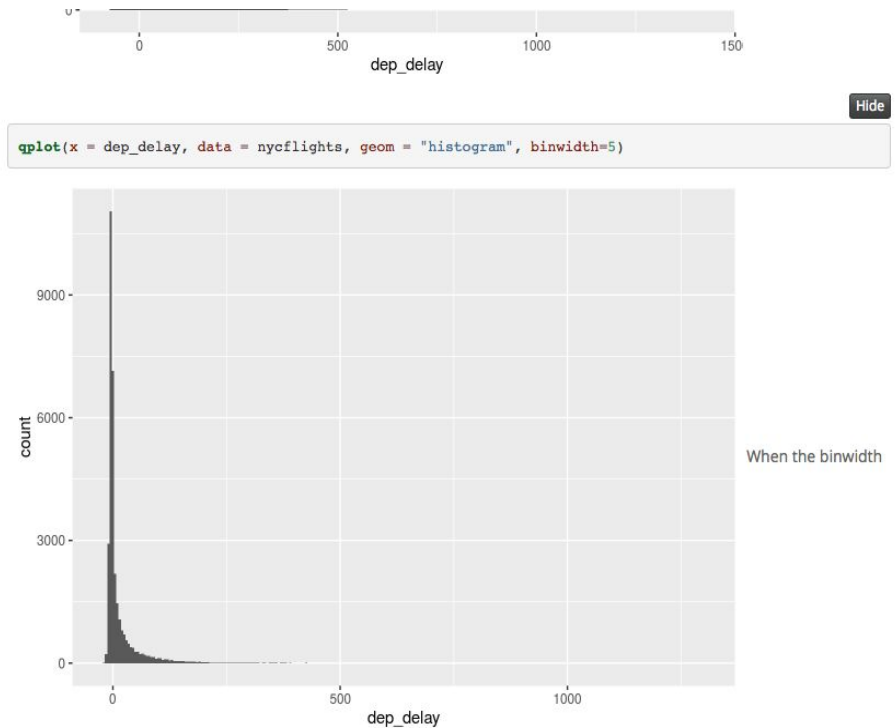 0
0 500 1000 150
dep_delay
Hide
qplot(x = dep_delay, data = nycflights, geom = "histogram", binwidth=5)
9000
6000
3000
0
count
When the binwidth
0 500 1000
dep_delay